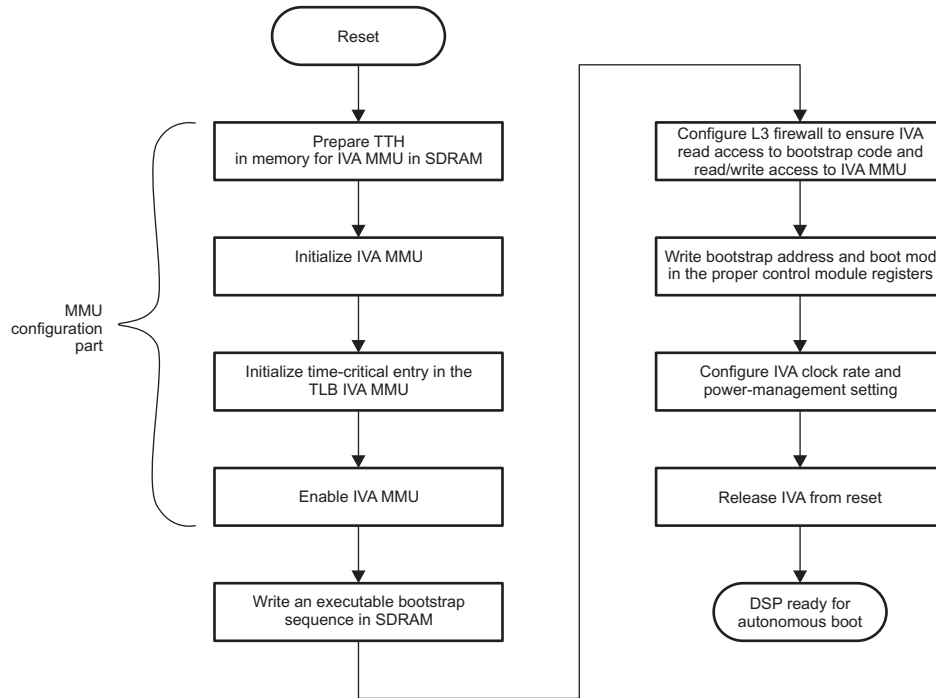 Reset
Prepare TTH
in memory for IVA MMU in SDRAM
Initialize IVA MMU
Initialize time-critical entry in the
TLB IVA MMU
Enable IVA MMU
Write an executable bootstrap
sequence in SDRAM
MMU
configuration
part
Configure L3 firewall to ensure IVA
read access to bootstrap code and
read/write access to IVA MMU
Write bootstrap address and boot mod
in the proper control module registers
Configure IVA clock rate and
power-management setting
Release IVA from reset
DSP ready for
autonomous boot